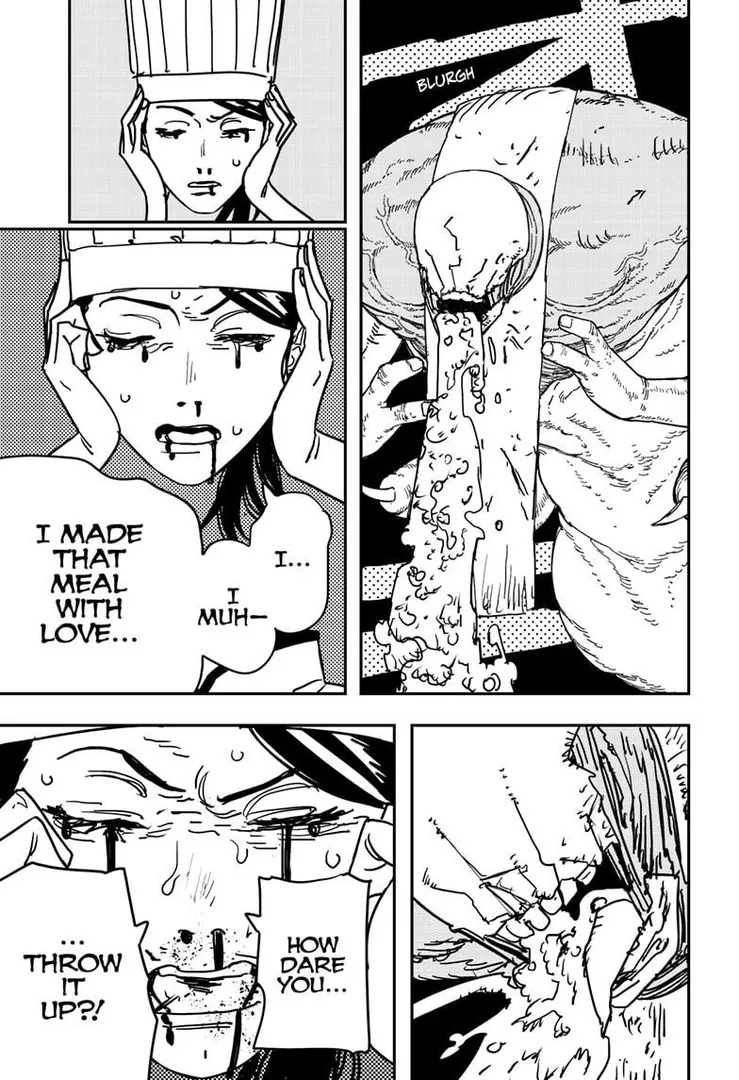 BLURGH
I...
I
MUH—
I MADE
THAT
MEAL
WITH
LOVE...
HOW
DARE
YOU...
...
THROW
IT
UP?!